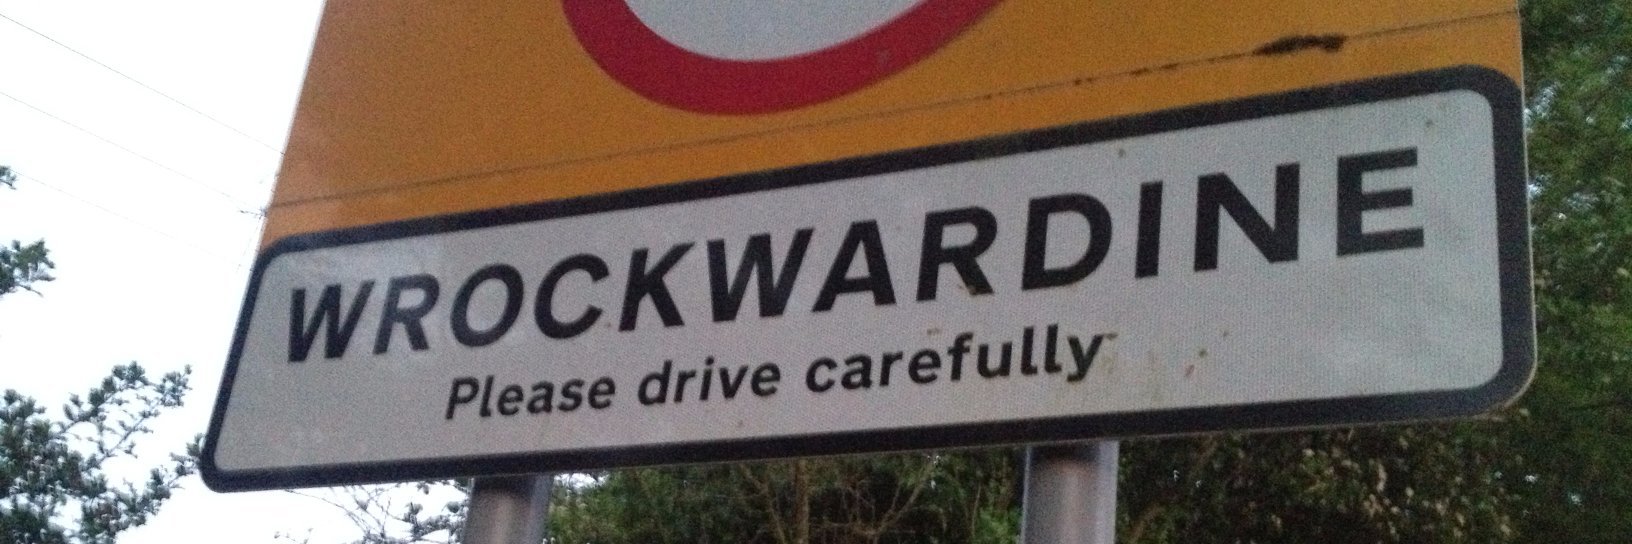 WROCKWARDINE
Please drive carefully